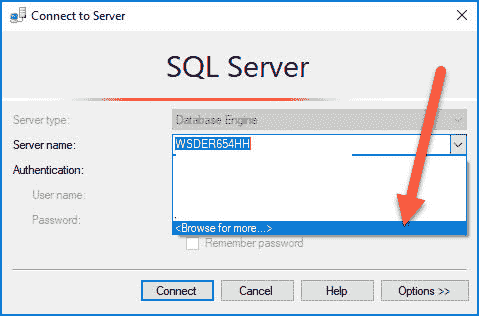 Connect to Server
SQL Server
Server type:
Database Engine
Server name:
WSDER654HH
Authentication:
User name:
.
Password:
<Browse for more...>
Remember password
Connect
Cancel
Help
Options >>